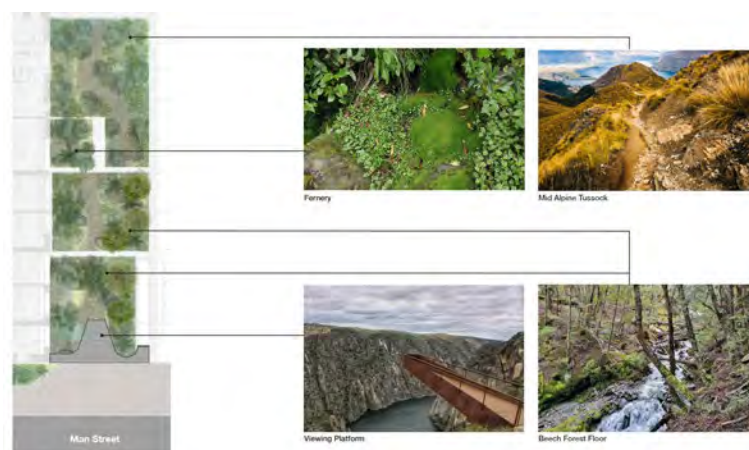 Fernery
Mid Alpine Tussock
Viewing Platform
Beech Forest Floor
Man Street